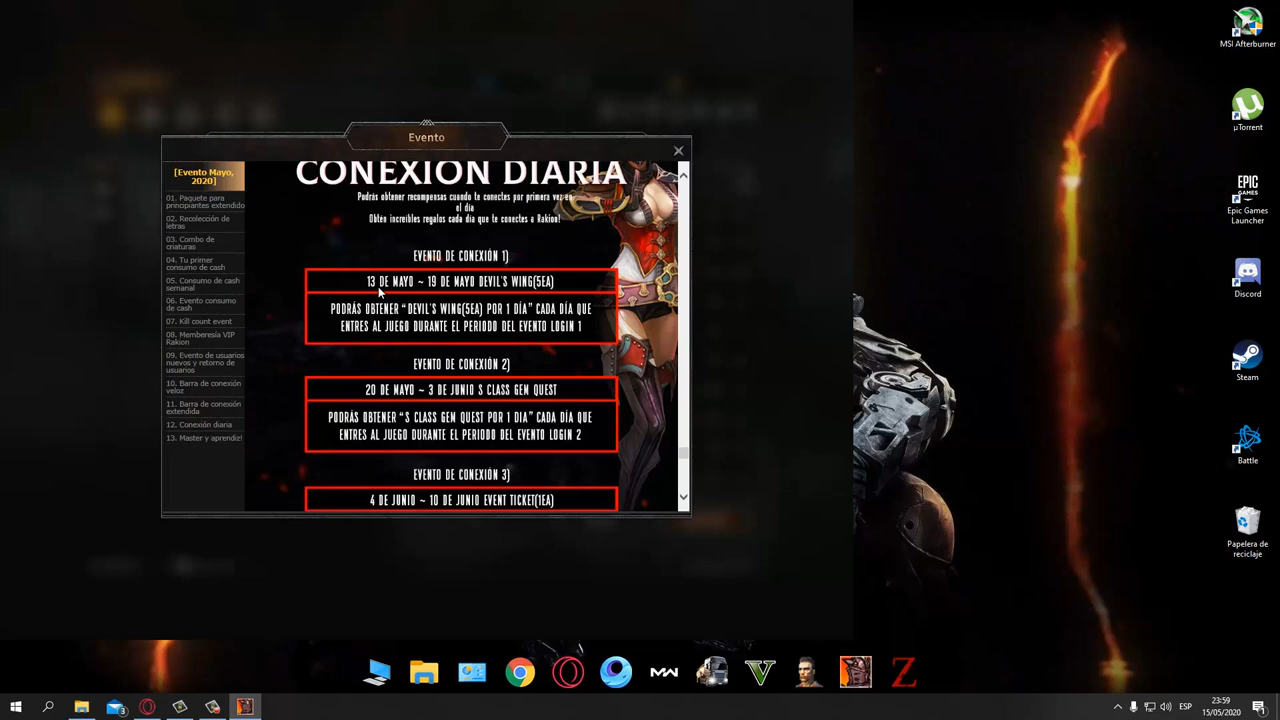 Evento
[Evento Mayo,
2020]
01. Paquete para
principiantes extendido
02. Recolección de
letras
03. Combo de
criaturas
04. Tu primer
consumo de cash
05. Consumo de cash
semanal
06. Evento consumo
de cash
07. Kill count event
08. Memberesía VIP
Rakion
09. Evento de usuarios
nuevos y retorno de
usuarios
10. Barra de conexión
veloz
11. Barra de conexión
extendida
12. Conexión diaria
13. Master y aprendiz!
CONEXION DIARIA
Podrás obtener recompensas cuando te conectes por primera vez en
el día
Obtén increíbles regalos cada día que te conectes a Rakion!
EVENTO DE CONEXIÓN 1)
13 DE MAYO ~ 19 DE MAYO DEVIL'S WING(5EA)
PODRÁS OBTENER "DEVIL'S WING(5EA) POR 1 DÍA" CADA DÍA QUE
ENTRES AL JUEGO DURANTE EL PERIODO DEL EVENTO LOGIN 1
EVENTO DE CONEXIÓN 2)
20 DE MAYO ~ 3 DE JUNIO S CLASS GEM QUEST
PODRÁS OBTENER "S CLASS GEM QUEST POR 1 DIA" CADA DÍA QUE
ENTRES AL JUEGO DURANTE EL PERIODO DEL EVENTO LOGIN 2
EVENTO DE CONEXIÓN 3)
4 DE JUNIO ~ 10 DE JUNIO EVENT TICKET(1EA)
MSI Afterburner
µTorrent
EPIC
GAMES
Epic Games
Launcher
Discord
Steam
Battle
Papelera de
reciclaje
MW
V
Z
3
ESP
23:59
15/05/2020
1